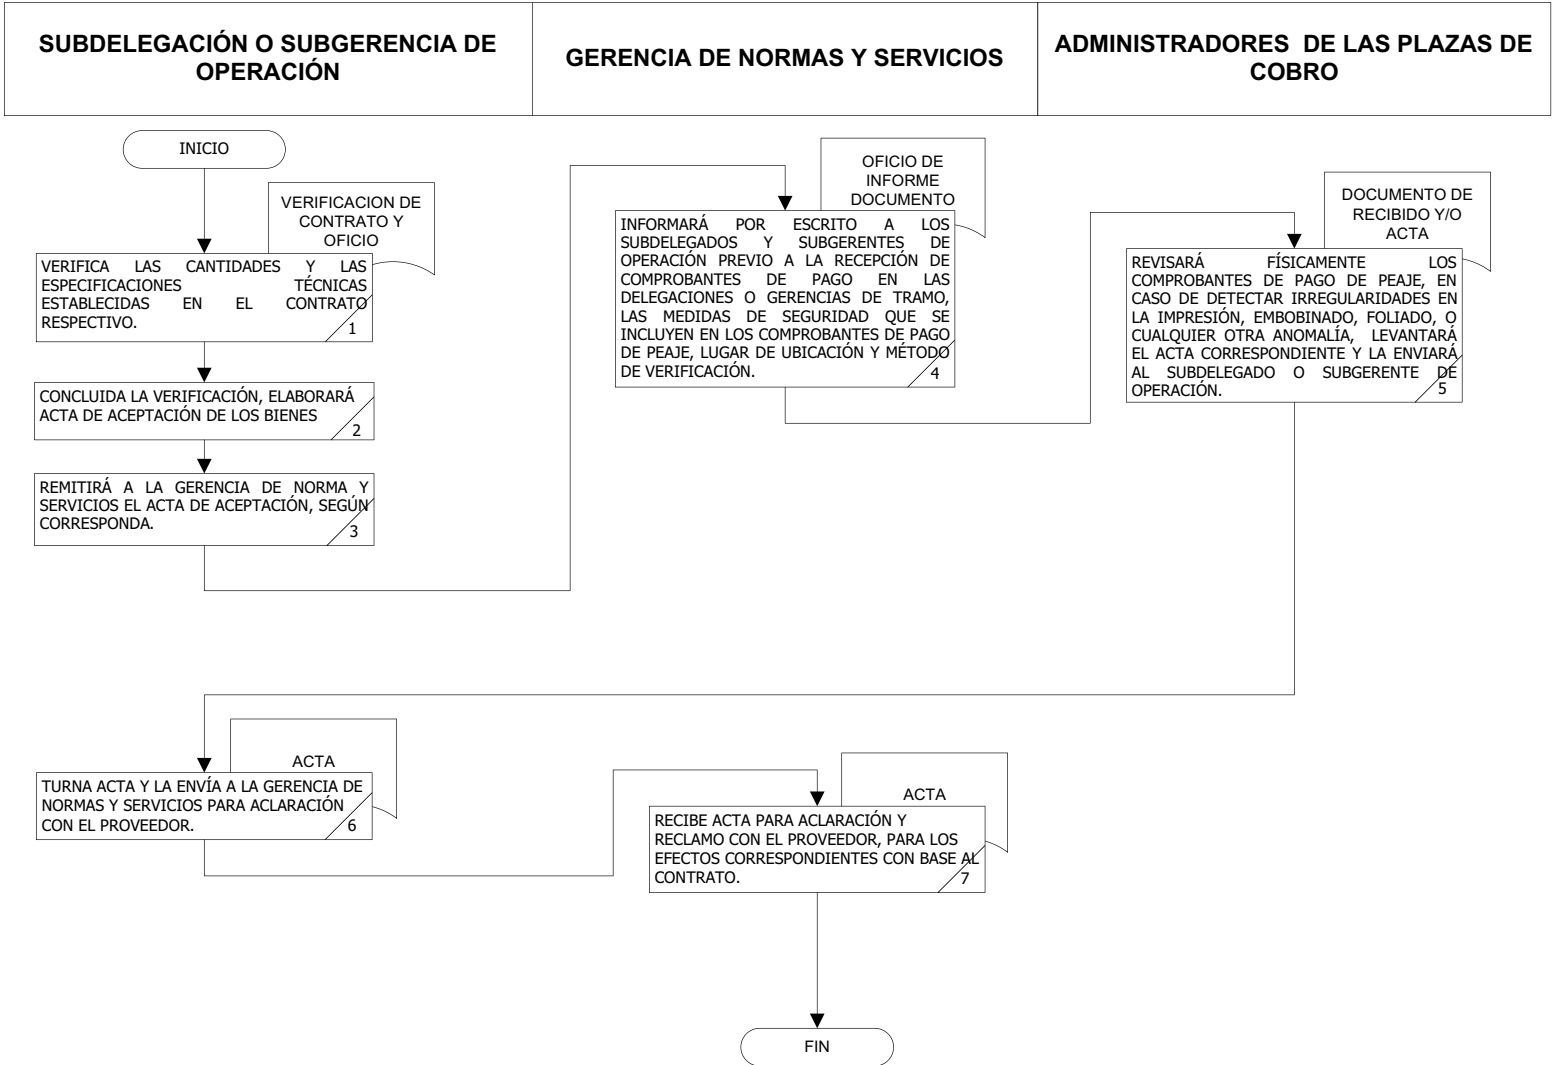 SUBDELEGACIÓN O SUBGERENCIA DE
OPERACIÓN
GERENCIA DE NORMAS Y SERVICIOS
ADMINISTRADORES DE LAS PLAZAS DE
COBRO
INICIO
VERIFICACION DE
CONTRATO Y
OFICIO
VERIFICA LAS CANTIDADES Y LAS
ESPECIFICACIONES TÉCNICAS
ESTABLECIDAS EN EL CONTRATO
RESPECTIVO.
1
CONCLUIDA LA VERIFICACIÓN, ELABORARÁ
ACTA DE ACEPTACIÓN DE LOS BIENES
2
REMITIRÁ A LA GERENCIA DE NORMA Y
SERVICIOS EL ACTA DE ACEPTACIÓN, SEGÚN
CORRESPONDA.
3
OFICIO DE
INFORME
DOCUMENTO
INFORMARÁ POR ESCRITO A LOS
SUBDELEGADOS Y SUBGERENTES DE
OPERACIÓN PREVIO A LA RECEPCIÓN DE
COMPROBANTES DE PAGO EN LAS
DELEGACIONES O GERENCIAS DE TRAMO,
LAS MEDIDAS DE SEGURIDAD QUE SE
INCLUYEN EN LOS COMPROBANTES DE PAGO
DE PEAJE, LUGAR DE UBICACIÓN Y MÉTODO
DE VERIFICACIÓN.
4
DOCUMENTO DE
RECIBIDO Y/O
ACTA
REVISARÁ FÍSICAMENTE LOS
COMPROBANTES DE PAGO DE PEAJE, EN
CASO DE DETECTAR IRREGULARIDADES EN
LA IMPRESIÓN, EMBOBINADO, FOLIADO, O
CUALQUIER OTRA ANOMALÍA, LEVANTARÁ
EL ACTA CORRESPONDIENTE Y LA ENVIARÁ
AL SUBDELEGADO O SUBGERENTE DE
OPERACIÓN.
5
ACTA
TURNA ACTA Y LA ENVÍA A LA GERENCIA DE
NORMAS Y SERVICIOS PARA ACLARACIÓN
CON EL PROVEEDOR.
6
ACTA
RECIBE ACTA PARA ACLARACIÓN Y
RECLAMO CON EL PROVEEDOR, PARA LOS
EFECTOS CORRESPONDIENTES CON BASE AL
CONTRATO.
7
FIN